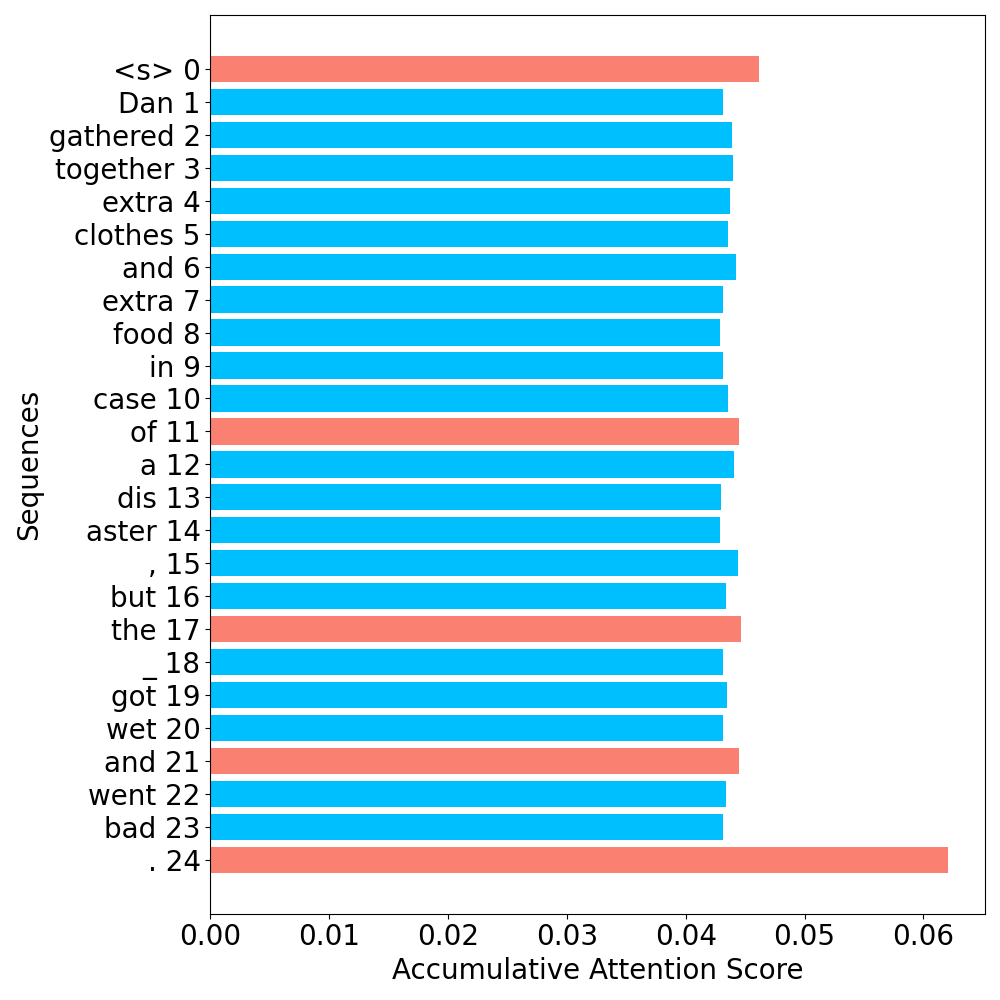 <s> 0
Dan 1
gathered 2
together 3
extra 4
clothes 5
and 6
extra 7
food 8
in 9
case 10
of 11
a 12
dis 13
aster 14
, 15
but 16
the 17
_ 18
got 19
wet 20
and 21
went 22
bad 23
. 24
Sequences
0.00 0.01 0.02 0.03 0.04 0.05 0.06
Accumulative Attention Score